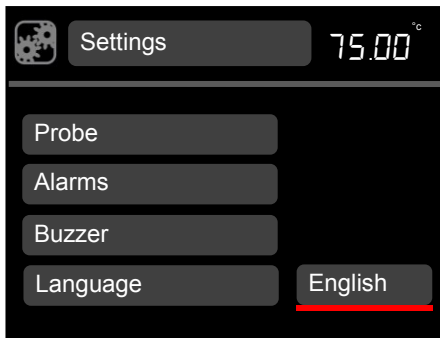 Settings
75.00°c
Probe
Alarms
Buzzer
Language English